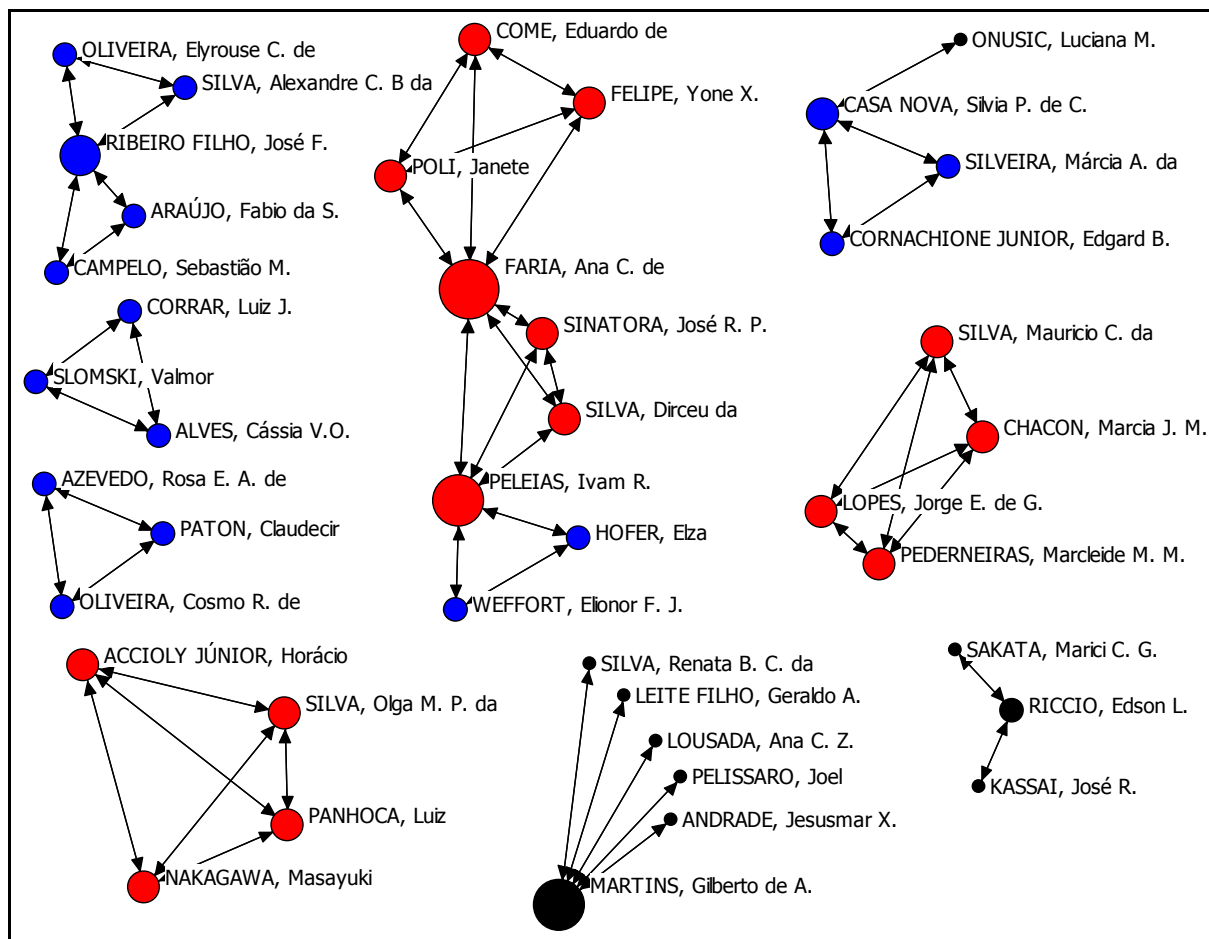 OLIVEIRA, Elyrouse C. de
SILVA, Alexandre C. B da
RIBEIRO FILHO, José F.
ARAÚJO, Fabio da S.
CAMPELO, Sebastião M.
CORRAR, Luiz J.
SLOMSKI, Valmor
ALVES, Cássia V.O.
AZEVEDO, Rosa E. A. de
PATON, Claudecir
OLIVEIRA, Cosmo R. de
COME, Eduardo de
FELIPE, Yone X.
POLI, Janete
FARIA, Ana C. de
SINATORA, José R. P.
SILVA, Dirceu da
PELEIAS, Ivam R.
HOFER, Elza
WEFFORT, Elionor F. J.
ONUSIC, Luciana M.
CASA NOVA, Silvia P. de C.
SILVEIRA, Márcia A. da
CORNACHIONE JUNIOR, Edgard B.
SILVA, Mauricio C. da
CHACON, Marcia J. M.
LOPES, Jorge E. de G.
PEDERNEIRAS, Marcleide M. M.
ACCIOLY JÚNIOR, Horácio
SILVA, Olga M. P. da
PANHOCA, Luiz
NAKAGAWA, Masayuki
SILVA, Renata B. C. da
LEITE FILHO, Geraldo A.
LOUSADA, Ana C. Z.
PELISSARO, Joel
ANDRADE, Jesusmar X.
MARTINS, Gilberto de A.
SAKATA, Marici C. G.
RICCIO, Edson L.
KASSAI, José R.